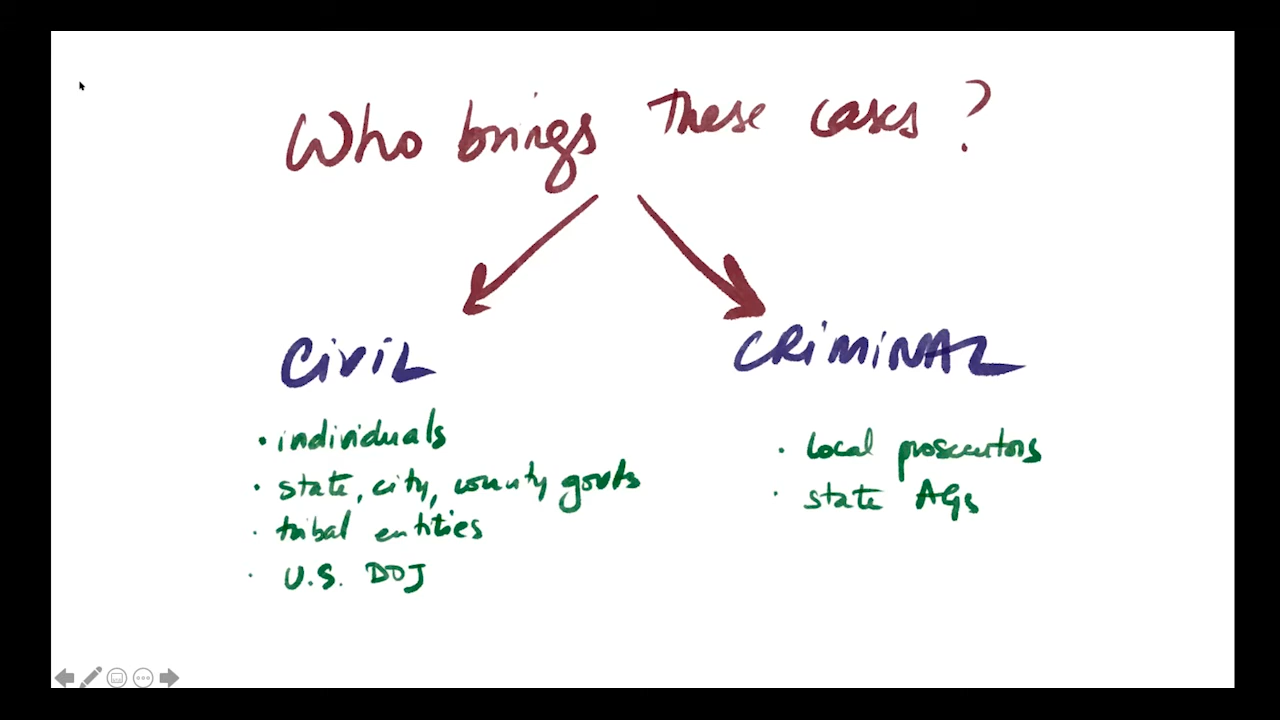 Who brings these cases?
CiViL
• individuals
• state, city, county govts
• tribal entities
• U.S. DOJ
CRiMiNAL
• local prosecutors
• state AGs